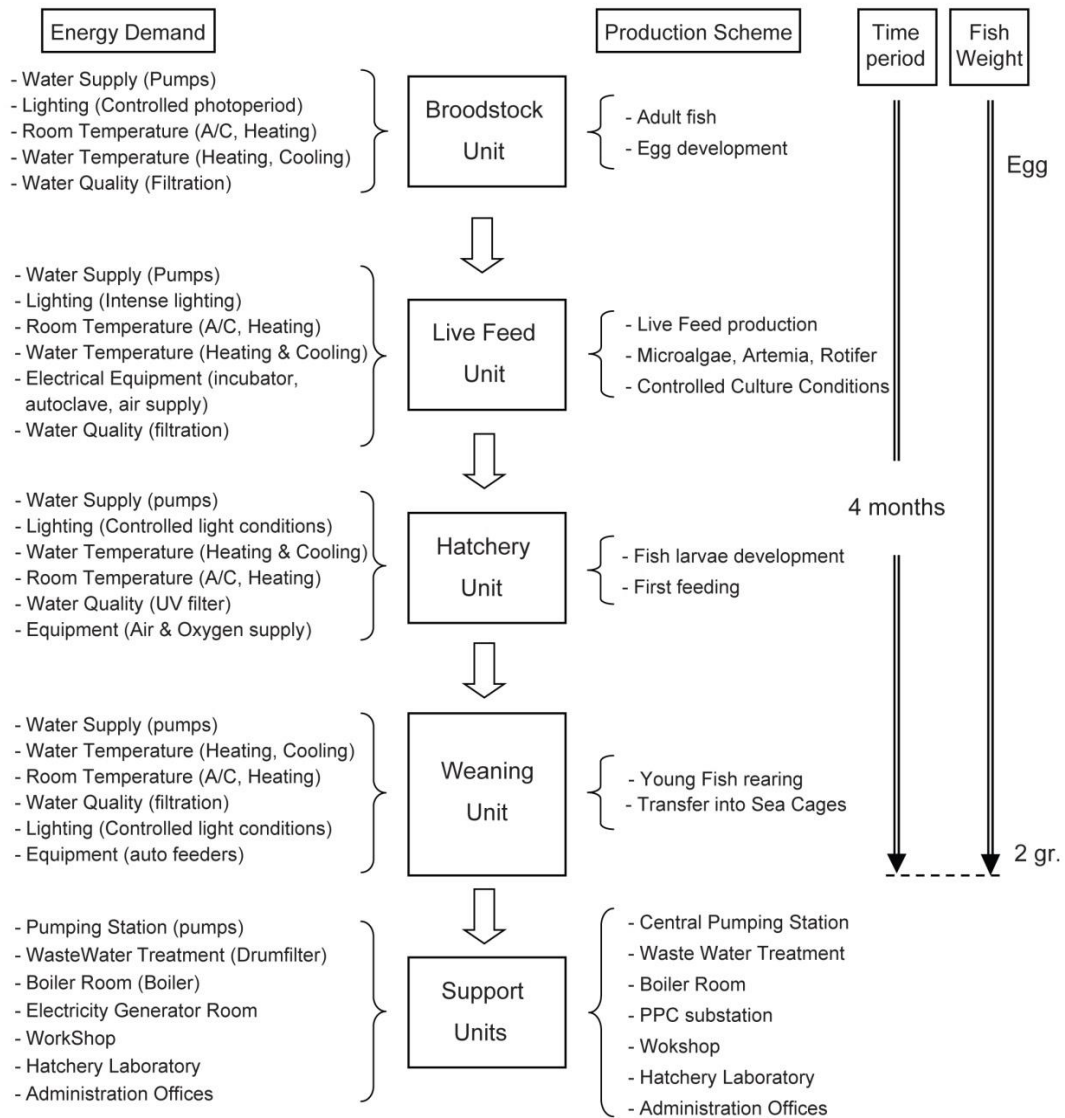 Energy Demand
Production Scheme
Time
period
Fish
Weight
- Water Supply (Pumps)
- Lighting (Controlled photoperiod)
- Room Temperature (A/C, Heating)
- Water Temperature (Heating, Cooling)
- Water Quality (Filtration)
Broodstock
Unit
- Adult fish
- Egg development
Egg
- Water Supply (Pumps)
- Lighting (Intense lighting)
- Room Temperature (A/C, Heating)
- Water Temperature (Heating & Cooling)
- Electrical Equipment (incubator,
autoclave, air supply)
- Water Quality (filtration)
Live Feed
Unit
- Live Feed production
- Microalgae, Artemia, Rotifer
- Controlled Culture Conditions
4 months
- Water Supply (pumps)
- Lighting (Controlled light conditions)
- Water Temperature (Heating & Cooling)
- Room Temperature (A/C, Heating)
- Water Quality (UV filter)
- Equipment (Air & Oxygen supply)
Hatchery
Unit
- Fish larvae development
- First feeding
- Water Supply (pumps)
- Water Temperature (Heating, Cooling)
- Room Temperature (A/C, Heating)
- Water Quality (filtration)
- Lighting (Controlled light conditions)
- Equipment (auto feeders)
Weaning
Unit
- Young Fish rearing
- Transfer into Sea Cages
2 gr.
- Pumping Station (pumps)
- WasteWater Treatment (Drumfilter)
- Boiler Room (Boiler)
- Electricity Generator Room
- WorkShop
- Hatchery Laboratory
- Administration Offices
Support
Units
- Central Pumping Station
- Waste Water Treatment
- Boiler Room
- PPC substation
- Wokshop
- Hatchery Laboratory
- Administration Offices